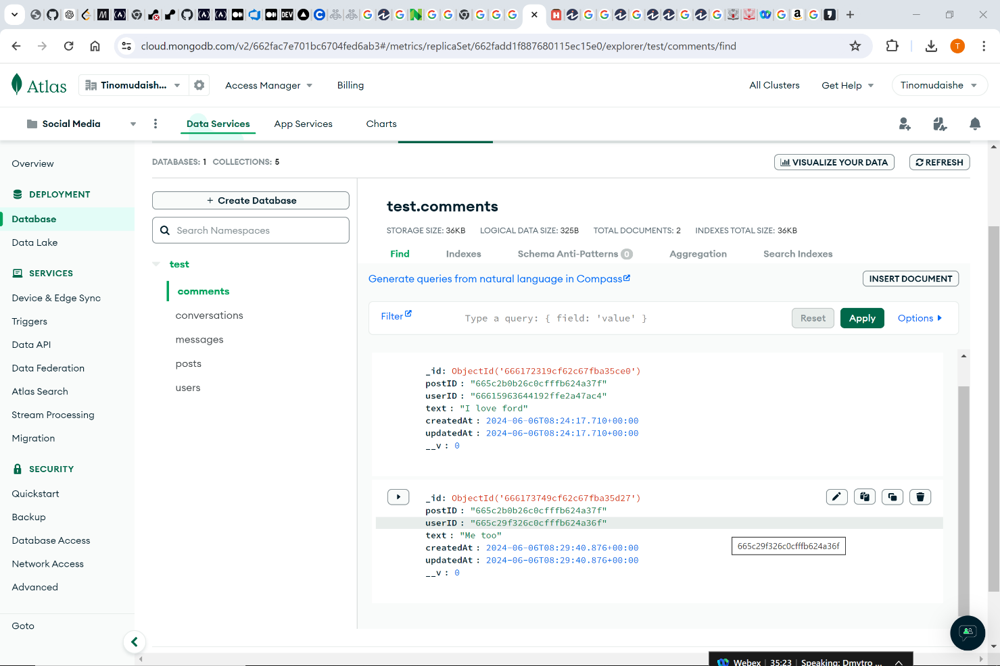 cloud.mongodb.com/v2/662fac7e701bc6704fed6ab3#/metrics/replicaSet/662fadd1f887680115ec15e0/explorer/test/comments/find
T
Atlas
Tinomudaish...
Access Manager
Billing
All Clusters
Get Help
Tinomudaishe
Social Media
Data Services
App Services
Charts
Overview
DEPLOYMENT
Database
Data Lake
SERVICES
Device & Edge Sync
Triggers
Data API
Data Federation
Atlas Search
Stream Processing
Migration
SECURITY
Quickstart
Backup
Database Access
Network Access
Advanced
Goto
DATABASES: 1 COLLECTIONS: 5
VISUALIZE YOUR DATA
REFRESH
+ Create Database
Search Namespaces
test
comments
conversations
messages
posts
users
test.comments
STORAGE SIZE: 36KB LOGICAL DATA SIZE: 325B TOTAL DOCUMENTS: 2 INDEXES TOTAL SIZE: 36KB
Find Indexes Schema Anti-Patterns 0 Aggregation Search Indexes
Generate queries from natural language in Compass
INSERT DOCUMENT
Filter
Type a query: { field: 'value' }
Reset
Apply
Options
_id: ObjectId('666172319cf62c67fba35ce0')
postID : "665c2b0b26c0cfffb624a37f"
userID : "66615963644192ffe2a47ac4"
text : "I love ford"
createdAt : 2024-06-06T08:24:17.710+00:00
updatedAt : 2024-06-06T08:24:17.710+00:00
__v : 0
_id: ObjectId('666173749cf62c67fba35d27')
postID : "665c2b0b26c0cfffb624a37f"
userID : "665c29f326c0cfffb624a36f"
text : "Me too"
createdAt : 2024-06-06T08:29:40.876+00:00
updatedAt : 2024-06-06T08:29:40.876+00:00
__v : 0
665c29f326c0cfffb624a36f
Webex | 35:23 | Speaking: Dmytro ...